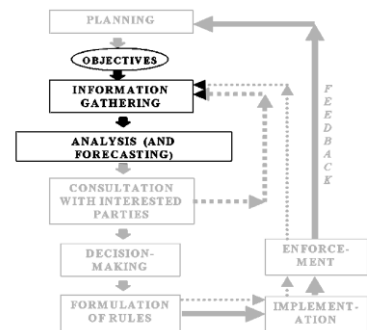 PLANNING
OBJECTIVES
INFORMATION
GATHERING
ANALYSIS (AND
FORECASTING)
CONSULTATION
WITH INTERESTED
PARTIES
DECISION-
MAKING
FORMULATION
OF RULES
IMPLEMENT-
ATION
ENFORCE-
MENT
FEEDBACK